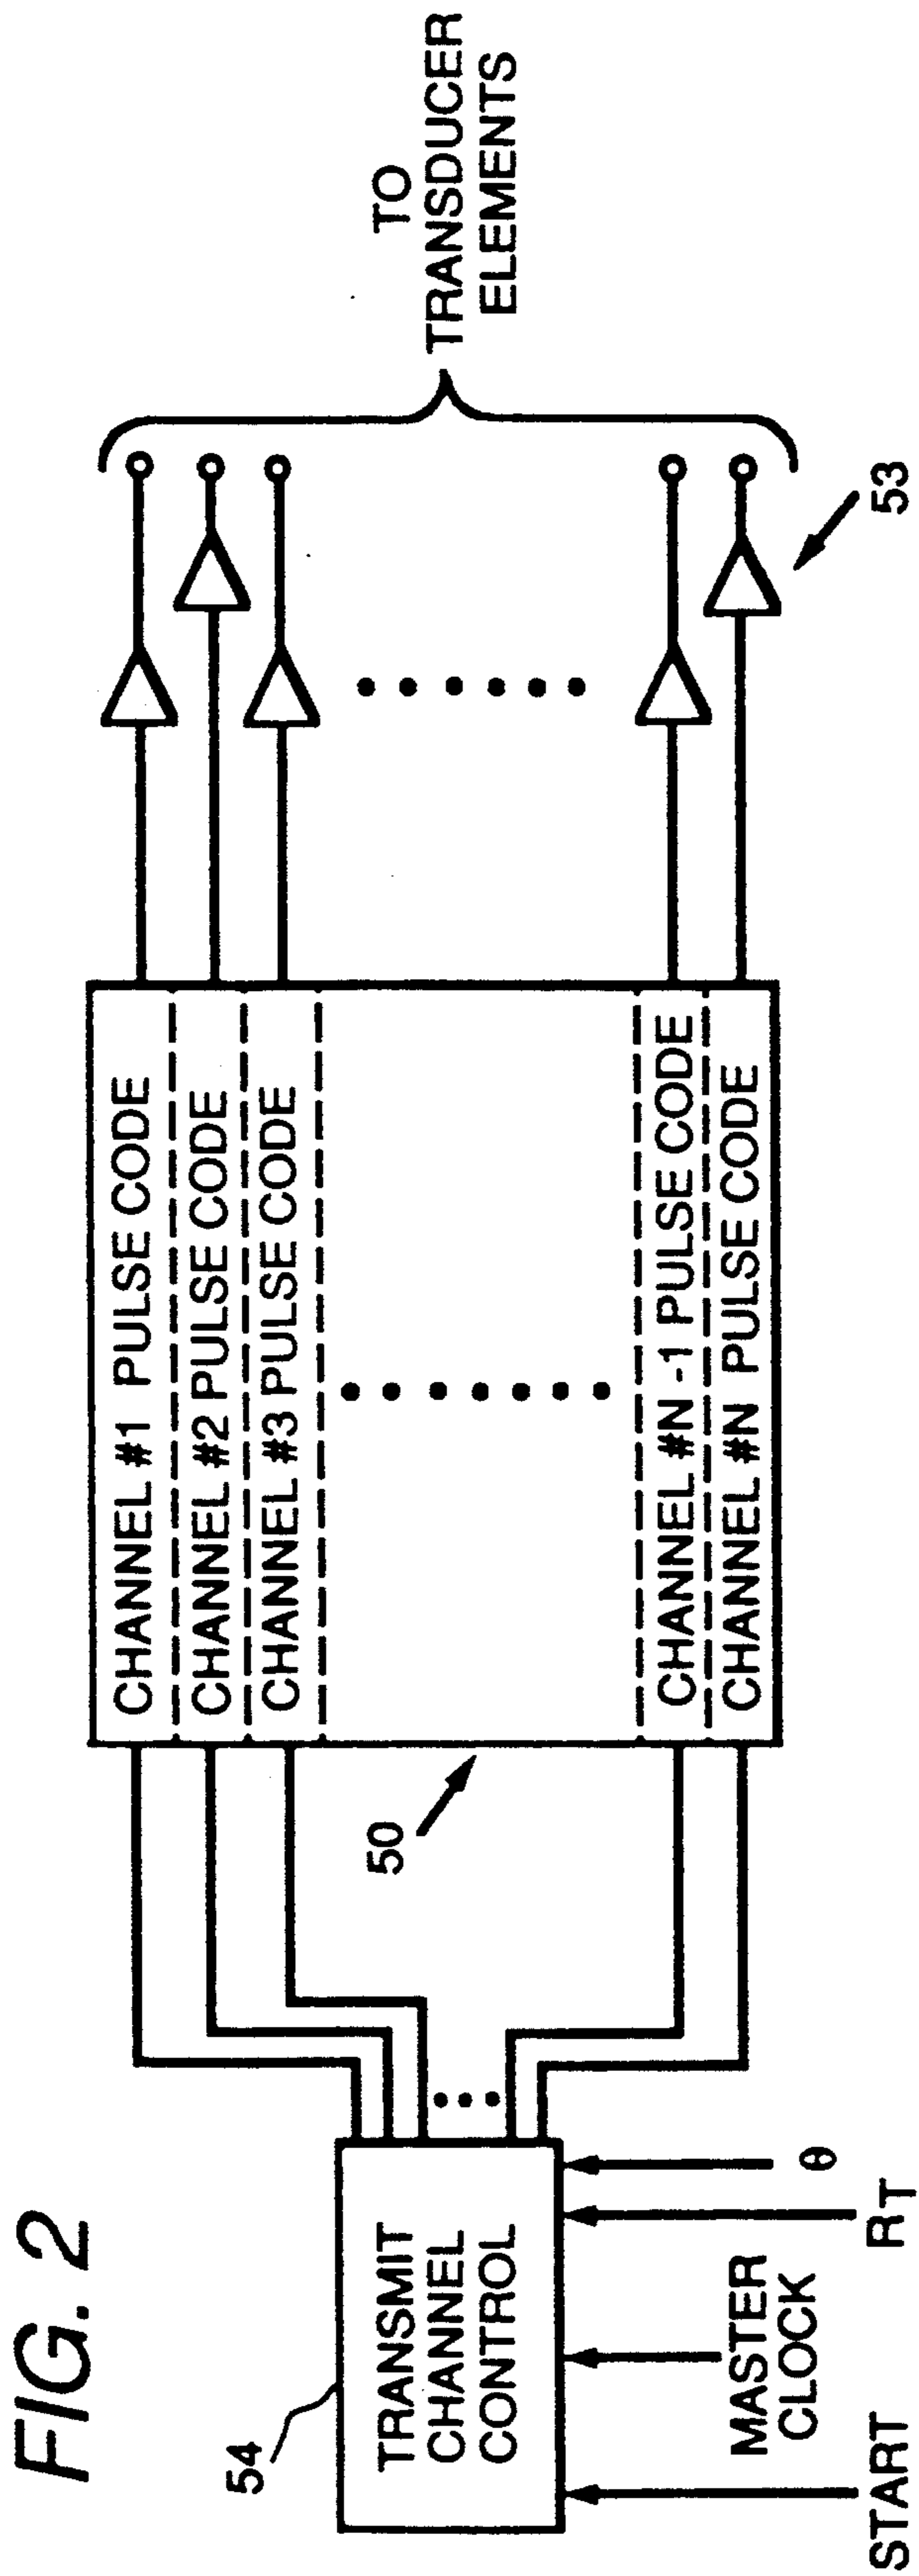 FIG. 2
54
TRANSMIT
CHANNEL
CONTROL
START
MASTER
CLOCK
RT
θ
50
CHANNEL #1 PULSE CODE
CHANNEL #2 PULSE CODE
CHANNEL #3 PULSE CODE
CHANNEL #N -1 PULSE CODE
CHANNEL #N PULSE CODE
53
TO
TRANSDUCER
ELEMENTS